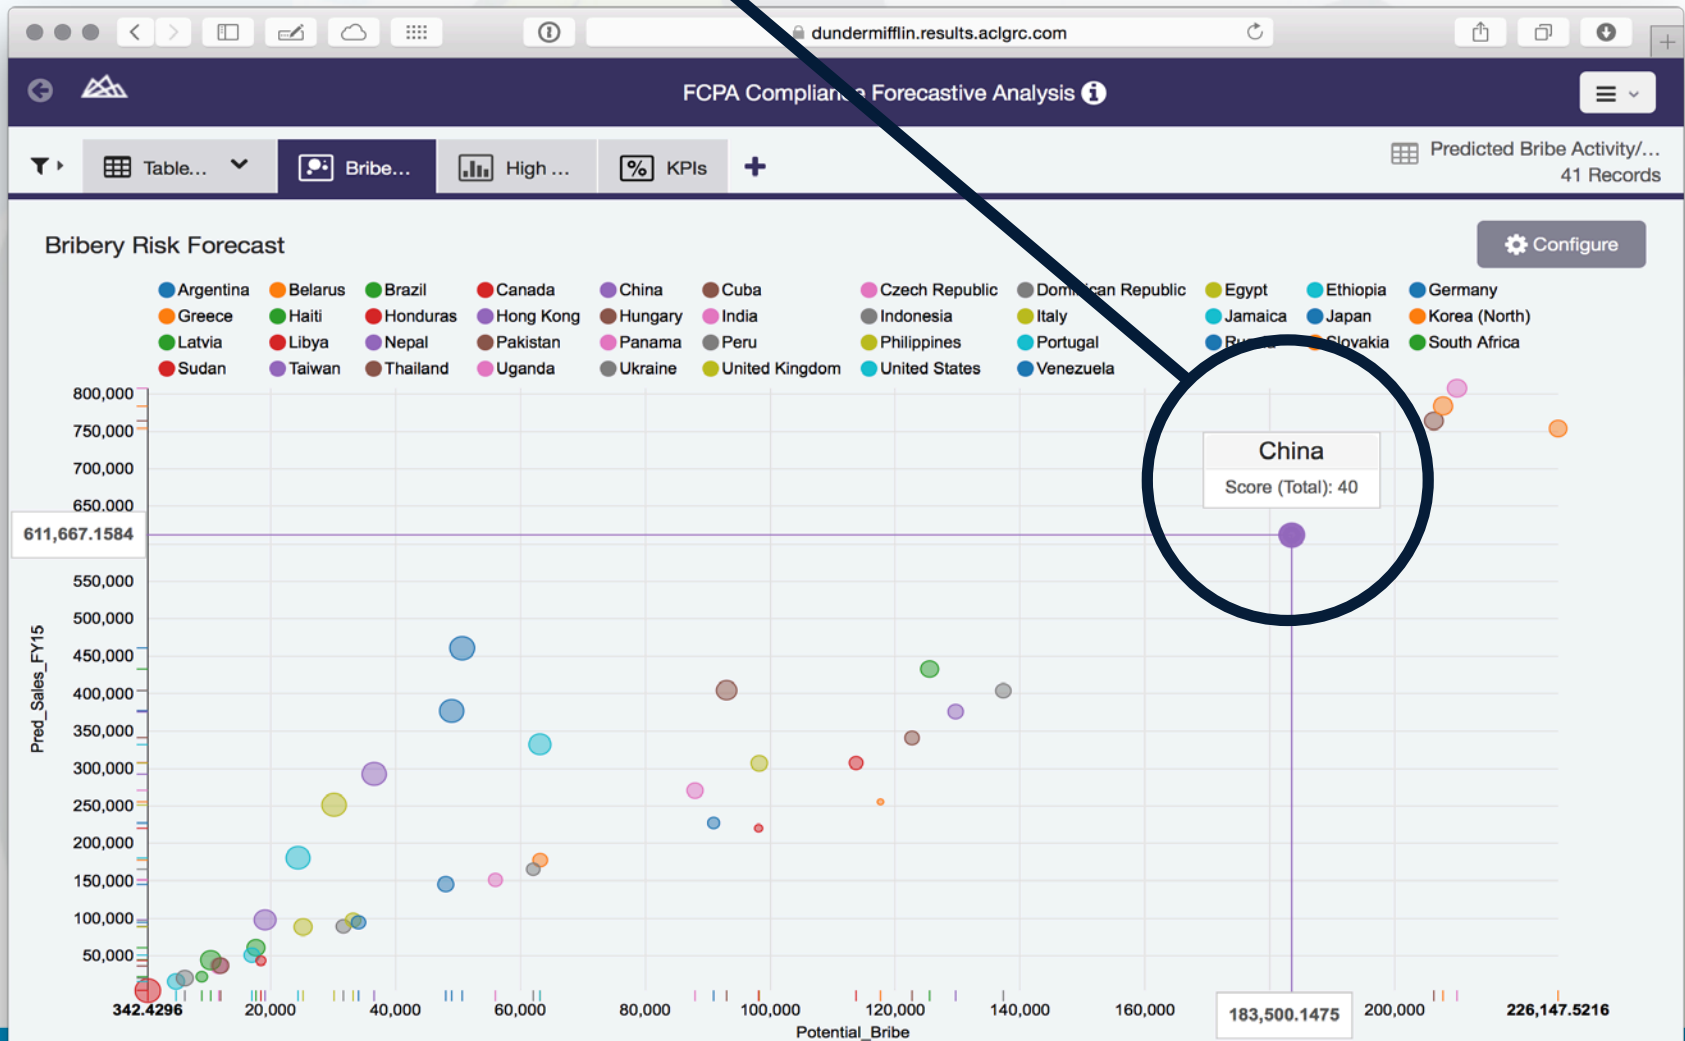 dundermifflin.results.aclgrc.com
FCPA Compliance Forecastive Analysis
Table...
Bribe...
High ...
% KPIs
Predicted Bribe Activity/...
41 Records
Bribery Risk Forecast
Configure
Argentina Belarus Brazil Canada China Cuba Czech Republic Dominican Republic Egypt Ethiopia Germany
Greece Haiti Honduras Hong Kong Hungary India Indonesia Italy Jamaica Japan Korea (North)
Latvia Libya Nepal Pakistan Panama Peru Philippines Portugal Russia Slovakia South Africa
Sudan Taiwan Thailand Uganda Ukraine United Kingdom United States Venezuela
800,000
750,000
700,000
650,000
611,667.1584
550,000
500,000
450,000
400,000
350,000
300,000
250,000
200,000
150,000
100,000
50,000
Pred_Sales_FY15
China
Score (Total): 40
342.4296 20,000 40,000 60,000 80,000 100,000 120,000 140,000 160,000 183,500.1475 200,000 226,147.5216
Potential_Bribe